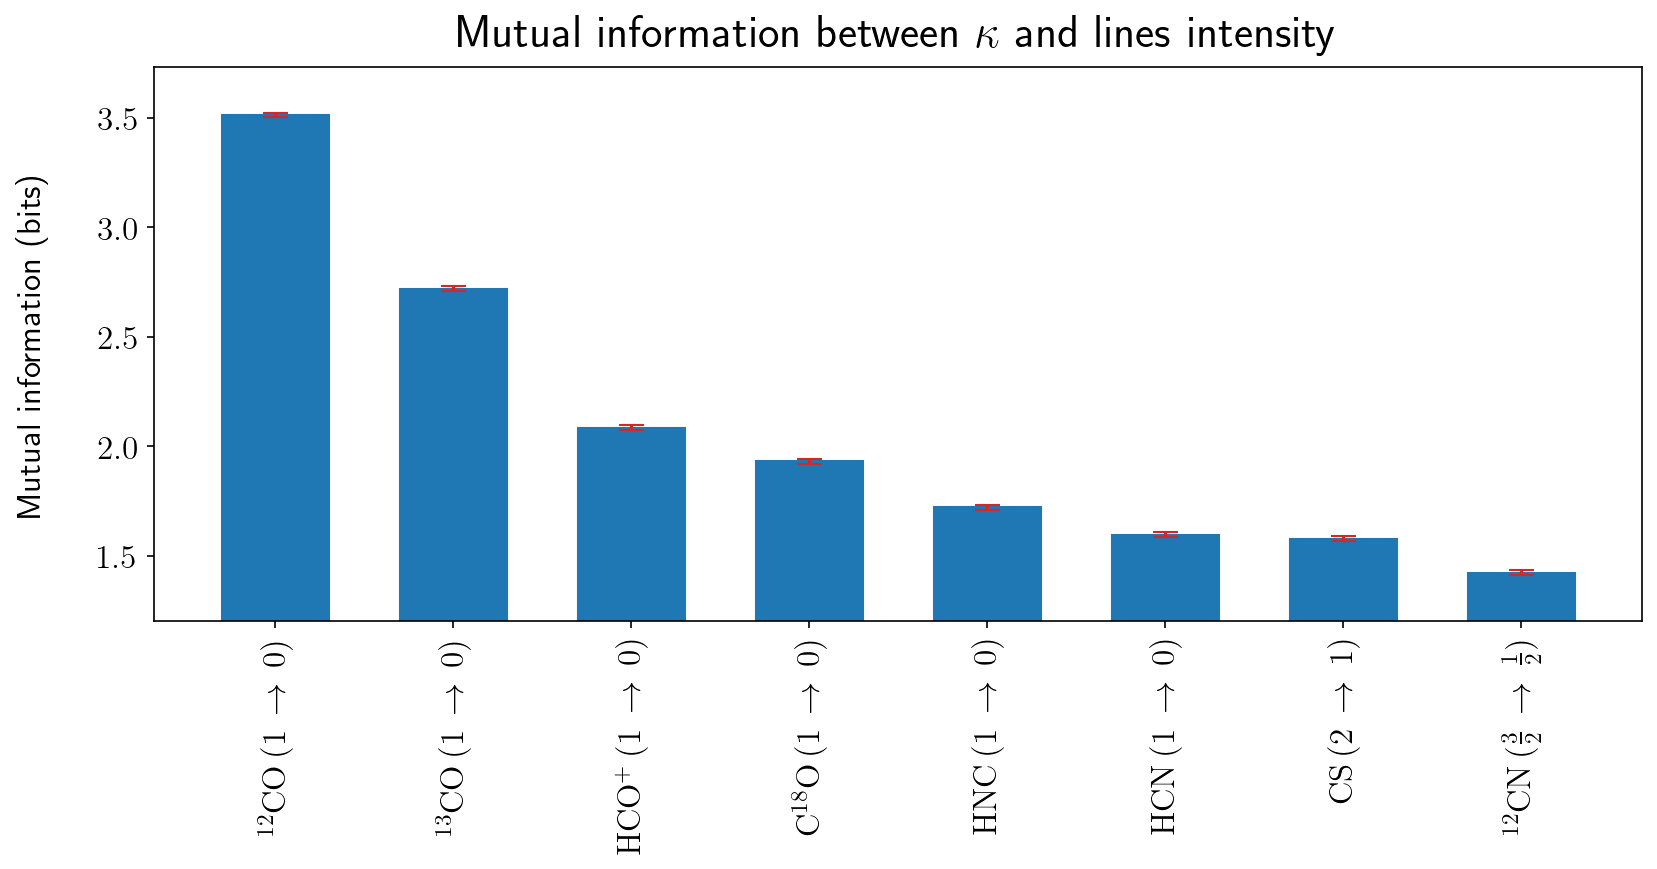 Mutual information between κ and lines intensity
Mutual information (bits)
3.5
3.0
2.5
2.0
1.5
¹²CO (1 → 0)
¹³CO (1 → 0)
HCO⁺ (1 → 0)
C¹⁸O (1 → 0)
HNC (1 → 0)
HCN (1 → 0)
CS (2 → 1)
¹²CN (3/2 → 1/2)